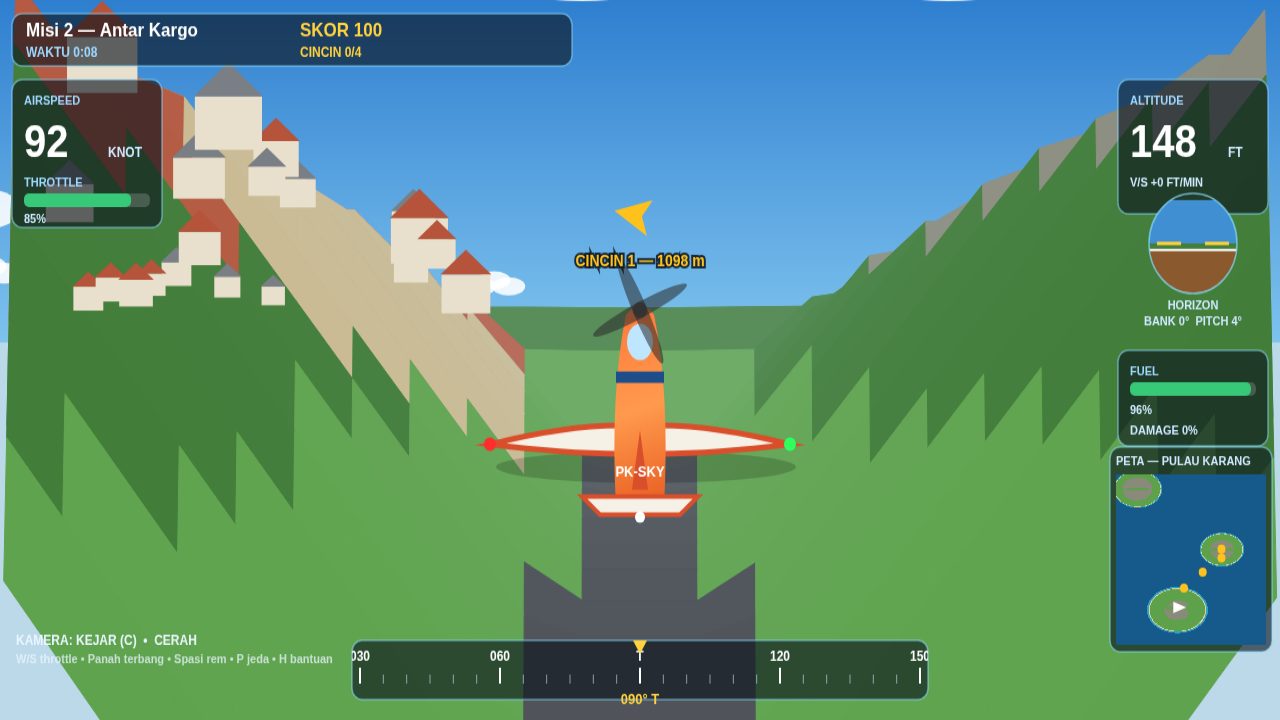 Misi 2 — Antar Kargo
SKOR 100
WAKTU 0:08
CINCIN 0/4
AIRSPEED
92 KNOT
THROTTLE
85%
ALTITUDE
148 FT
V/S +0 FT/MIN
CINCIN 1 — 1098 m
HORIZON
BANK 0° PITCH 4°
FUEL
96%
DAMAGE 0%
PETA — PULAU KARANG
PK-SKY
KAMERA: KEJAR (C) • CERAH
W/S throttle • Panah terbang • Spasi rem • P jeda • H bantuan
030 060 T 120 150
090° T